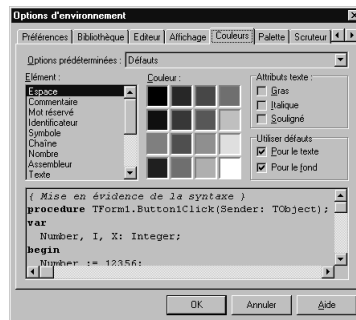 Options d'environnement
Préférences Bibliothèque Editeur Affichage Couleurs Palette Scruteur
Options prédéterminées : Défauts
Elément : Couleur : Attributs texte :
Espace
Commentaire
Mot réservé
Identificateur
Symbole
Chaîne
Nombre
Assembleur
Texte
Gras
Italique
Souligné
Utiliser défauts
Pour le texte
Pour le fond
{ Mise en évidence de la syntaxe }
procedure TForm1.Button1Click(Sender: TObject);
var
Number, I, X: Integer;
begin
Number := 12356;
OK Annuler Aide